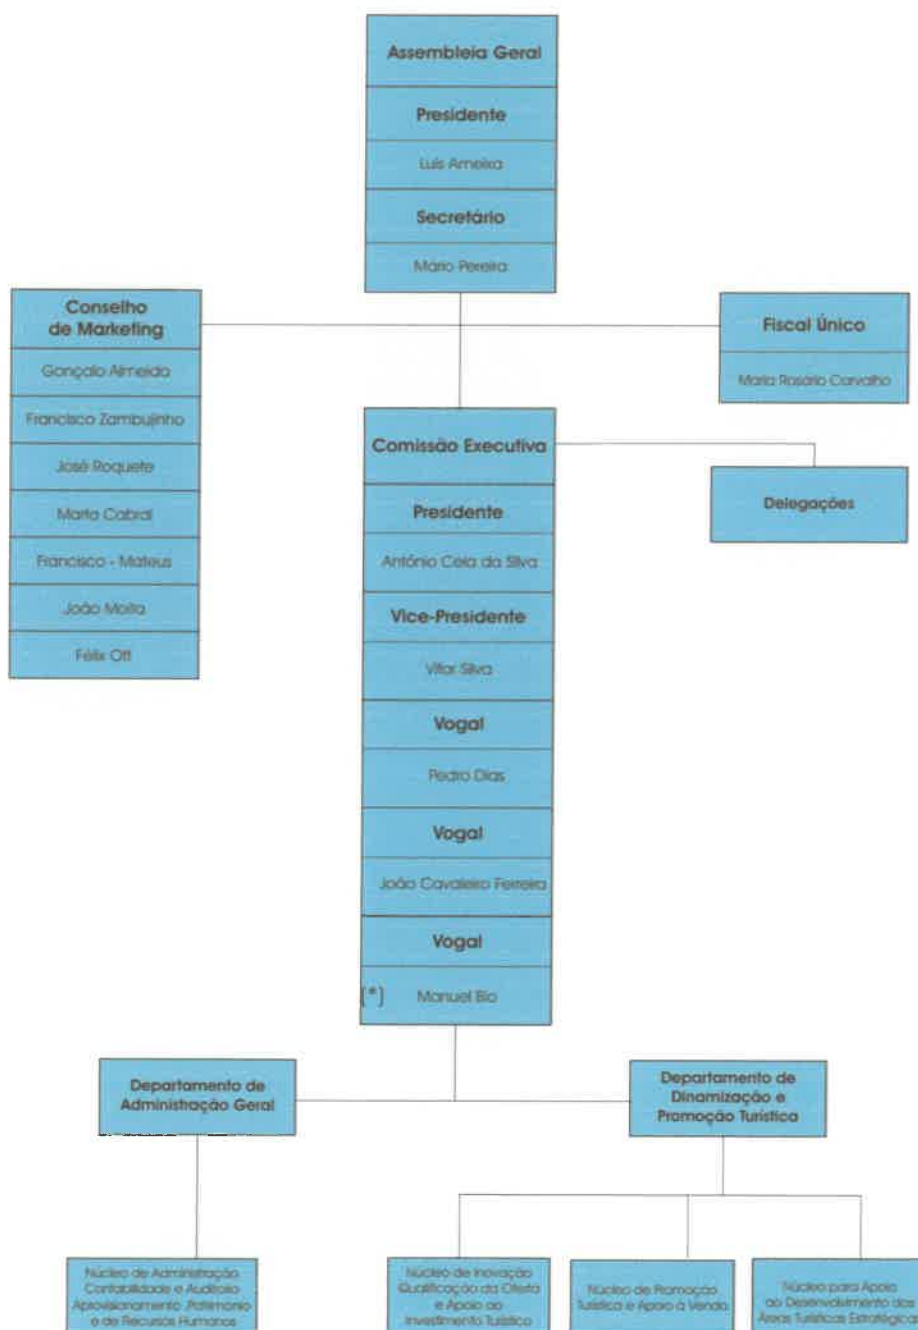 Assembleia Geral
Presidente
Luís Ameixa
Secretário
Mário Pereira
Conselho
de Marketing
Gonçalo Almeida
Francisco Zambujinho
José Roquete
Marta Cabral
Francisco - Mateus
João Moita
Félix Ott
Fiscal Único
Maria Rosário Carvalho
Comissão Executiva
Presidente
António Ceia da Silva
Vice-Presidente
Vítor Silva
Vogal
Pedro Dias
Vogal
João Cavaleiro Ferreira
Vogal
(*) Manuel Bio
Delegações
Departamento de
Administração Geral
Departamento de
Dinamização e
Promoção Turística
Núcleo de Administração
Contabilidade e Auditoria
Aprovisionamento ,Património
e de Recursos Humanos
Núcleo de Inovação
Qualificação da Oferta
e Apoio ao
Investimento Turístico
Núcleo de Promoção
Turística e Apoio à Venda
Núcleo para Apoio
ao Desenvolvimento das
Áreas Turísticas Estratégicas